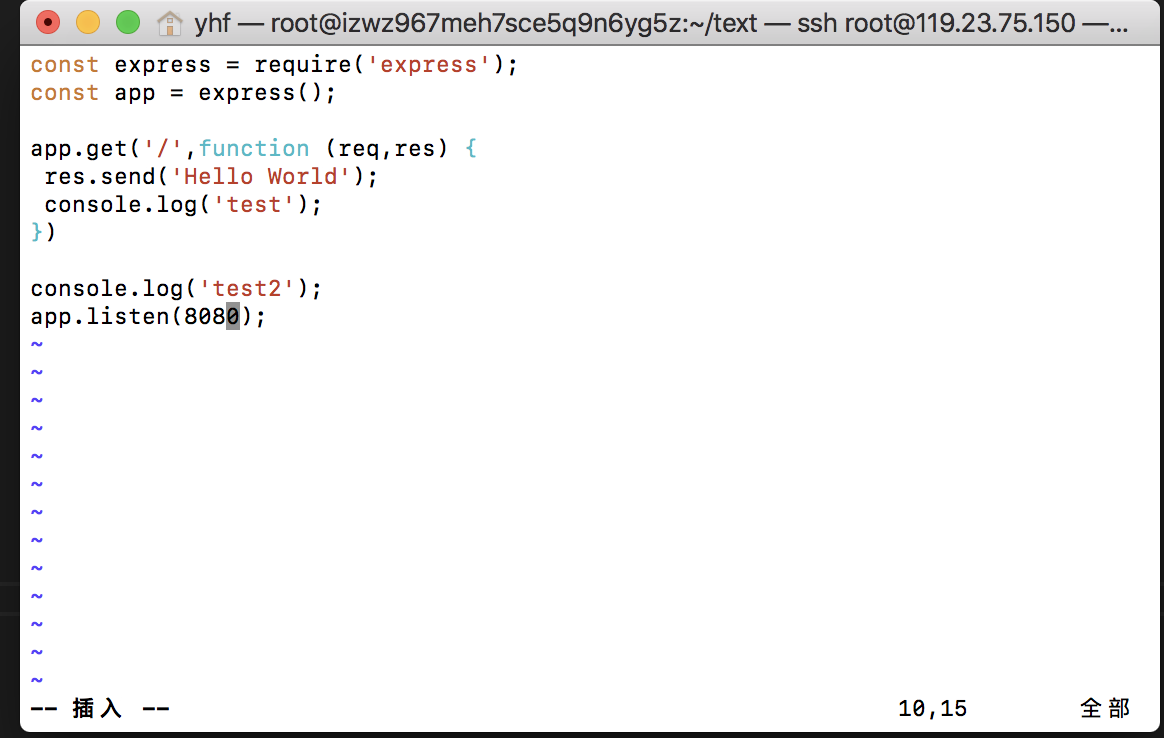 yhf — root@izwz967meh7sce5q9n6yg5z:~/text — ssh root@119.23.75.150 —...
const express = require('express');
const app = express();
app.get('/',function (req,res) {
 res.send('Hello World');
 console.log('test');
})
console.log('test2');
app.listen(8080);
~
~
~
~
~
~
~
~
~
~
~
~
~
-- 插入 -- 10,15 全部